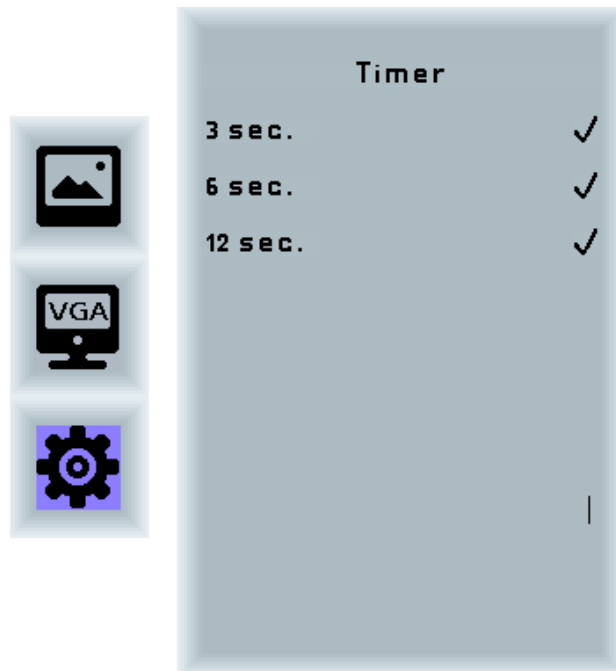 Timer
3 sec. ✓
6 sec. ✓
12 sec. ✓
VGA